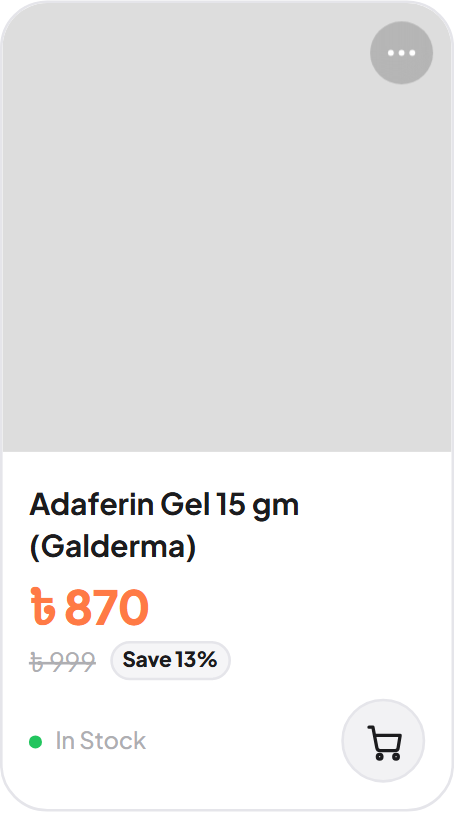 Adaferin Gel 15 gm
(Galderma)
৳ 870
৳ 999
Save 13%
In Stock